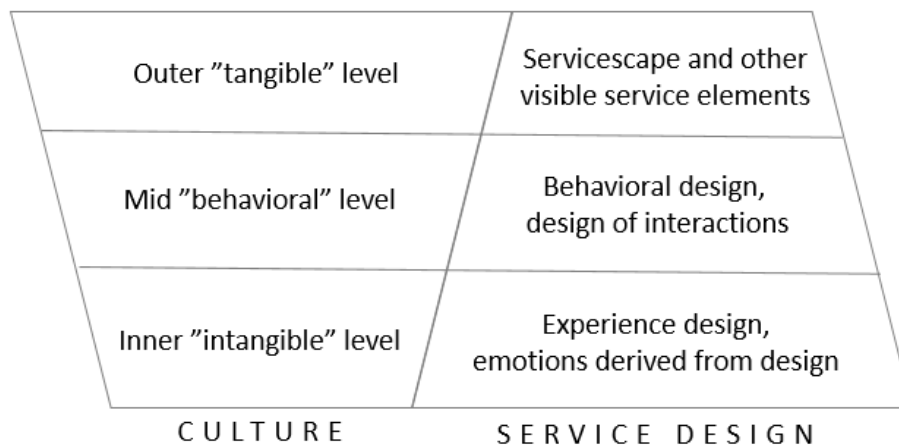 Outer ”tangible” level
Servicescape and other
visible service elements
Mid ”behavioral” level
Behavioral design,
design of interactions
Inner ”intangible” level
Experience design,
emotions derived from design
CULTURE
SERVICE DESIGN